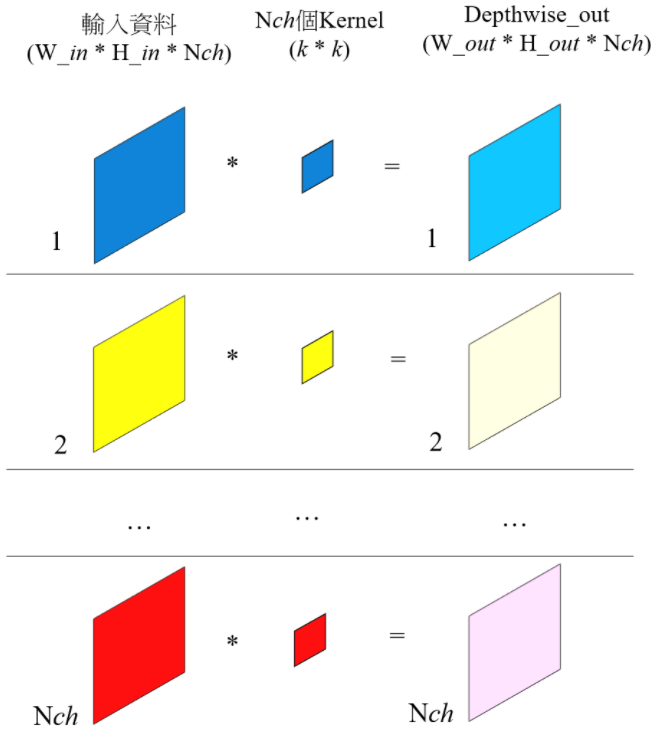 輸入資料
(W_in * H_in * Nch)
Nch個Kernel
(k * k)
Depthwise_out
(W_out * H_out * Nch)
* =
1 1
* =
2 2
… … …
* =
Nch Nch